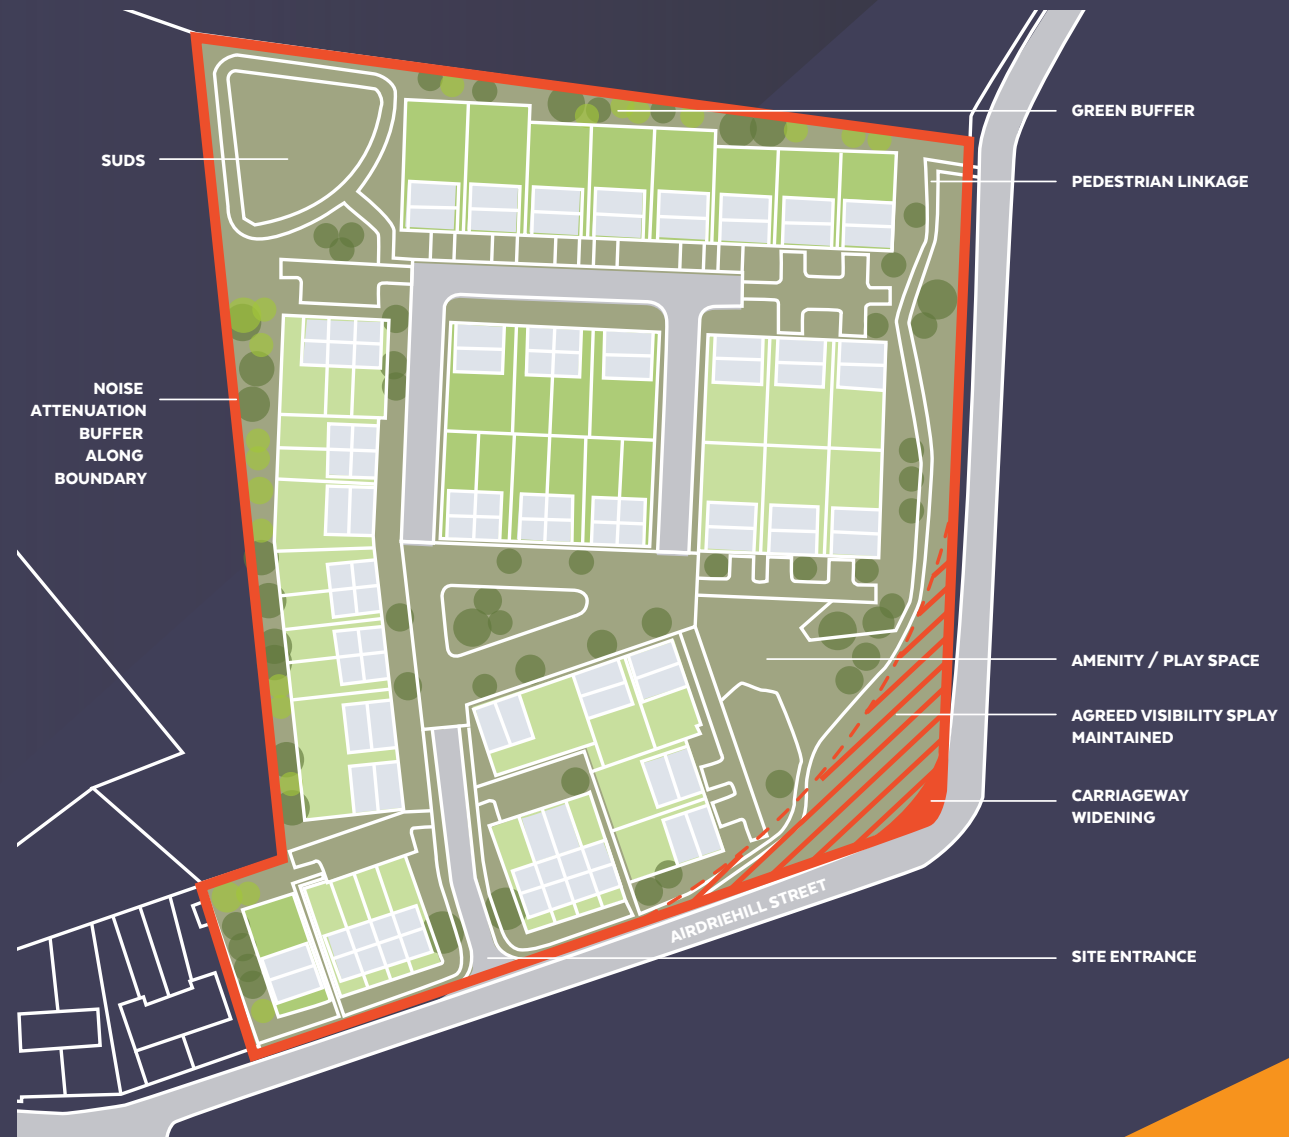 GREEN BUFFER
SUDS
PEDESTRIAN LINKAGE
NOISE
ATTENUATION
BUFFER
ALONG
BOUNDARY
AMENITY / PLAY SPACE
AGREED VISIBILITY SPLAY
MAINTAINED
CARRIAGEWAY
WIDENING
AIRDRIEHILL STREET
SITE ENTRANCE